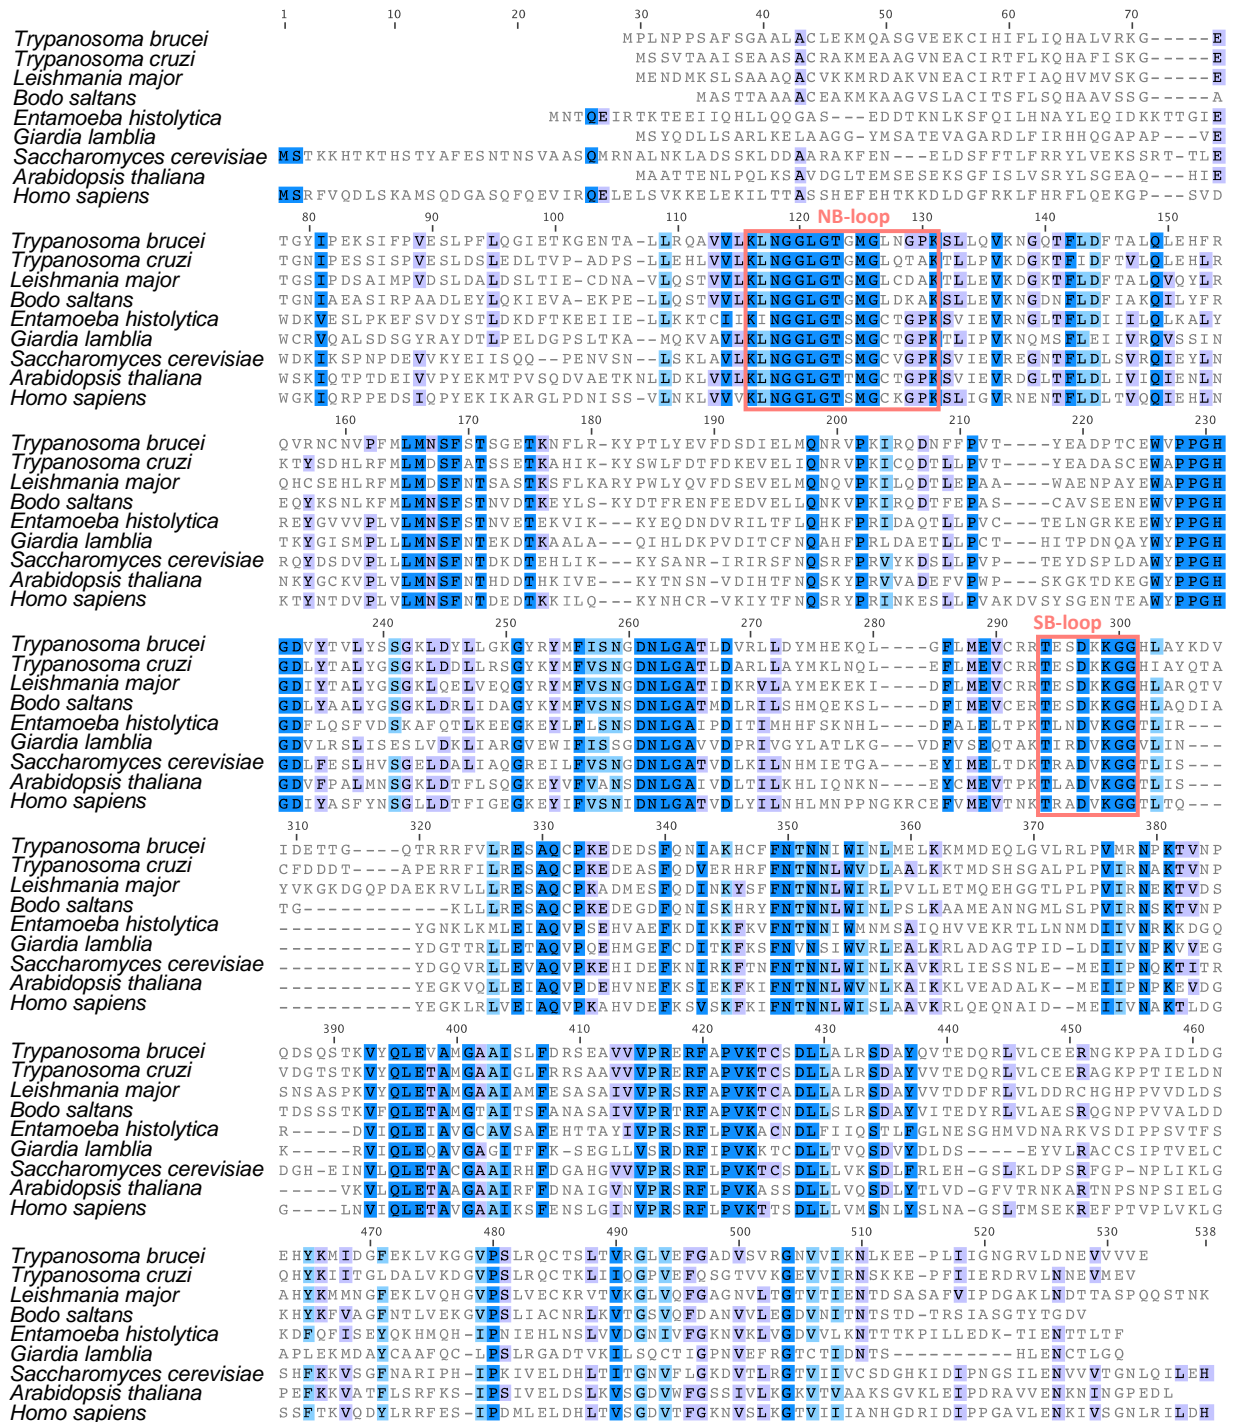 1 10 20 30 40 50 60 70
Trypanosoma brucei MPLNPPSAFSGAALACLEKMQASGVEEKCIHIFLIQHALVRKG-----E
Trypanosoma cruzi MSSVTAAISEAASACRAKMEAAGVNEACIRTFLKQHAFISKG-----E
Leishmania major MENDMKSLSAAAQACVKKMRDAKVNEACIRTFIAQHVMVSKG-----E
Bodo saltans MASTTAAACEAKMKAAGVSLACITSFLSQHAAVSSG-----A
Entamoeba histolytica MNTQEIRTKTEEIIQHLLQQGAS---EDDTKNLKSFQNAYLEQIDKKTTGIE
Giardia lamblia MSYQDLLSARLKELAAGG-YMSATEVAGARDLFIRHHQGAPAP---VE
Saccharomyces cerevisiae MSTKKHTKTHSTYAFESNTNSVAASQMRNALNKLADSSKLDDAARAKFEN---ELDSFFTLFRRYLVEKSSRT-TLE
Arabidopsis thaliana MAATTENLPQLKSAVDGLTEMSESEKSGFISLVSRYLSGEAQ--HIE
Homo sapiens MSRFVQDLSKAMSQDGASQFQEVIRQELELSVKKELEKILTTASSHEFEHTKKDLDGFRKLFHRFLQEKGP--SVD
80 90 100 110 120 130 140 150
NB-loop
Trypanosoma brucei TGYIPEKSIFPVESLPFLQGIETKGENTA-LLRQAVVLKLNGGLGTGMGLNGPKSLLQVKNGQTFLDFTALQLEHFR
Trypanosoma cruzi TGNIPESSISPVESLDSLEDLTVP-ADPS-LLEHLVVLKLNGGLGTGMGLQTAKTLLPVKDGKTFIDFTVLQLEHLR
Leishmania major TGSIPDSAIMPVDSLDALDSLTIE-CDNA-VLQSTVVLKLNGGLGTGMGLCDAKTLLEVKDGKTFLDFTALQVQYLR
Bodo saltans TGNIAEASIRPAADLEYLQKIEVA-EKPE-LLQSTVVLKLNGGLGTGMGLDKAKSLLEVKNGDNFLDFIAKQILYFR
Entamoeba histolytica WDKVESLPKEFSVDYSTLDKDFTKEEIIE-LLKKTCIIKINGGLGTSMGCTGPKSVIEVRNGLTFLDIIILQLKALY
Giardia lamblia WCRVQALSDSGYRAYTTLPELDGPSLTKA--MQKVAVLKLNGGLGTSMGCTGPKTLIPVKNQMSFLEIIVQQVSSIN
Saccharomyces cerevisiae WDKIKSPNPDEVVKYEIISQQ--PENVSN-LSKLAVLKLNGGLGTSMGCVGPKSVIEVREGNTFLDLSVRQIEYLN
Arabidopsis thaliana WSKIQTPTDEIVVPYEKMTPVSQDVAETKNLLDKLVVLKLNGGLGTTMGCTGPKSVIEVRDGLTFLDLIVIQIENLN
Homo sapiens WGKIQRPPEDSIQPYEKIKARGLPDNISS-VLNKLVVVKLNGGLGTSMGCKGPKSLIGVRNENTFLDLTVQQIEHLN
160 170 180 190 200 210 220 230
Trypanosoma brucei QVRNCNVPFMLMNSFSTSGETKNFLR-KYPTLYEVFDSDIELMQNRVPKIRQDNFFPVT----YEADPTCEWVPPGH
Trypanosoma cruzi KTYSDHLRFMLMDSFATSSETKAHIK-KYSWLFDTFDKEVELIQNRVPKICQDTLLPVT----YEADASCEWAPPGH
Leishmania major QHCSEHLRFMLMDSFNTSASTKSFLKARYPWLYQVFDSEVELMQNQVPKILQDTLEPAA----WAENPAYEWAPPGH
Bodo saltans EQYKSNLKFMLMNSFSTNVDTKEYLS-KYDTFRENFEDVELLQNKVPKIRQDTFEPAS----CAVSEENEWVPPGH
Entamoeba histolytica REYGVVVPLVLMNSFSTNVETEKVIK---KYEQDNDVRILTFLQHKFPRIDAQTLLPVC----TELNGRKEEWYPPGH
Giardia lamblia TKYGISMPLLLMNSFNTEKDTKAALA---QIHLDKPVDITCFNQAHFPRLDAETLLPCT----HITPDNQAYWYPPGH
Saccharomyces cerevisiae RQYDSDVPLLLMNSFNTDKDTEHLIK---KYSANR-IRIRSFNQSRFPRVYKDSLLPVT----EYDSPLDAWYPPGH
Arabidopsis thaliana NKYGCKVPLVLMNSFNTHDDTHKIVE---KYTNSN-VDIHTFNQSKYPRVVADEFVPWP----SKGKTDKEGWYPPGH
Homo sapiens KTYNTDVPLVLMNSFNTDEDTKKILQ---KYNHCR-VKIYTFNQSRYPRINKESLLPVAKDVSYSGENTEAWYPPGH
240 250 260 270 280 290 300
SB-loop
Trypanosoma brucei GDVYTVLYSSGKLDYLLGKGYRYMFISNGDNLGATLDVRLLDYMHEKQL----GFLMEVCRRTESDKKGGHLAYKDV
Trypanosoma cruzi GDLYTALYGSGKLDALLRSGYKYMFVSNGDNLGATLDARLLAYMKLNQL----EFLMEVCRRTESDKKGGHIAYQTA
Leishmania major GDIYTALYGSGKLQELVEQGYRYMFVSNGDNLGATIDKRVLAYMEKEKI----DFLMEVCRRTESDKKGGHLARQTV
Bodo saltans GDLYAALYGSGKLDRLIDAGYKYMFVSNGDNLGATMDLRILSHMQEKSL----DFIMEVCERTESDKKGGHLAQDIA
Entamoeba histolytica GDFLQSFVDSKAFQTLKEEGKEYLFLSNSDNLGAIPDITIMHHFSKNHL----DFALELTPKTLNDVKGGLLIR---
Giardia lamblia GDVLRSLISESLVDKLIARGVEWIFISSGDNLGAVVDPRIVGYLATLKG----VDFVSEQTAKTIRDVKGGVLIN---
Saccharomyces cerevisiae GDLFESLHVSGELDALIAQGREILFVSNGDNLGATVDLKILNHMIETGA----EYIMELTDKTRADVKGGTLIS---
Arabidopsis thaliana GDVFPALMNSGKLDTFLSQGKEYVFVANSDNLGAIVDLTILKHLIQNKN----EYCMEVTPKTLADVKGGTLIS---
Homo sapiens GDIYASFYNSGLLDTFIGEGKEYIFVSNIDNLGATVDLYILNHLMNPPNGKRCEFVMEVTNKTRADVKGGTLTQ---
310 320 330 340 350 360 370 380
Trypanosoma brucei IDETTG----QTRRRFVLRESAQCPKEDEDSFQNIAKHCFFNTNNIWINLMELKKMMDEQLGVLRLPVMRNPKTVNP
Trypanosoma cruzi CFDDDT----APERRFILRESAQCPKEDEASFQDVERHRFFNTNNLWVDLAALKKTMDSHSGALPLPVIRNAKTVNP
Leishmania major YVKGKDGQPDAEKRVLLLRESAQCPKADMESFQDINKYSFFNTNNLWIRLPVLLETMQEHGGTLPLPVIRNEKTVDS
Bodo saltans TG-----------KLLLRESAQCPKEDEGDFQNISKHRYFNTNNLWINLPSLKAAMEANNGMLSLPVIRNSKTVNP
Entamoeba histolytica -----------YGNKLKMLEIAQVPSEHVAEMDIKKFKVFNTNNIWMNMSAIQHVVEKRTLLNNMDIIVNRKKDGQ
Giardia lamblia -----------YDGTTRLLETAQVPQEHMGEFCDITKFKSFNVNSIWVRLEALKRLADAGTPID-LDIIVNPKVVEG
Saccharomyces cerevisiae -----------YDGQVRLLEVAQVPKEHIDEFKNIRKFTNFNTNNLWINLKAVKRLIESSNLE--MEIIPNQKTITR
Arabidopsis thaliana -----------YEGKVQLLEIAQVPDEHVNEFKSIEKFKIFNTNNLWVNLKAIKKLVEADALK--MEIIPNPKEVDG
Homo sapiens -----------YEGKLRLVEIAQVPKAHVDEFKSVSKFKIFNTNNLWISLAAVKRLQEQNAID--MEIIVNAKTLDG
390 400 410 420 430 440 450 460
Trypanosoma brucei QDSQSTKVYQLEVAMGAAISLFDRSEAVVVPRERFAPVKTCSDLLALRSDAYQVTEDQRLVLCEERNGKPPAIDLDG
Trypanosoma cruzi VDGTSTKVYQLETAMGAAIGLFRRSAAVVVPRERFAPVKTCSDLLALRSDAYVVTEDQRLVLCEERAGKPPTIELDN
Leishmania major SNSASPKVYQLETAMGAAIAMFESASAIVVPRSRFAPVKTCADLLALRSDAYVVTDDFRLVLDDRCHGHPPVVDLDS
Bodo saltans TDSSSTKVFQLETAMGTAITSFANASAIVVPRTRFAPVKTCNDLLSLRSDAYVITEDYRLVLAESRQGNPPVVALDD
Entamoeba histolytica R-----DVIQLEIAVGCAVSAFEHTTAYIVPRSRFLPVKACNDLFIIQSTLFGLNESGHMVDNARKVSDIPPSVTFS
Giardia lamblia K-----RVIQLEQAVGAGITFFK-SEGLLVSRDRFIPVKKTCDLLTVQSDVYDLDS-----EYVLRACCSIPTVELC
Saccharomyces cerevisiae DGH-EINVLQLETACGAAIRHFDGAHGVVVPRSRFLPVKTCSDLLLVKSDLFRLEH-GSLKLDPSRFGP-NPLIKLG
Arabidopsis thaliana -----VKVLQLETAAGAAIRFFDNAIGVNVPRSRFLPVKASSDLLLVQSDLYTLVD-GFVTRNKARTNPSNPSIELG
Homo sapiens G-----LNVIQLETAVGAAIKSFENSLGINVPRSRFLPVKTTSDLLLVMSNLYSLNA-GSLTMSEKREFPTVPLVKLG
470 480 490 500 510 520 530 538
Trypanosoma brucei EHYKMIDGFEKLVKGGVPSLRQCTSLTVRGLVEFGADVSVRGNVVIKNLKEE-PLIIGNGRVLDNEVVVVE
Trypanosoma cruzi QHYKIITGLDALVKDGVPSLRQCTKLIIQGPVEFQSGTVVKGEVVIRNSKKE-PFIIERDRVLNNEVMEV
Leishmania major AHYKMMNGFEKLVQHGVPSLVECKRVTVKGLVQFGAGNVLTGTVTIENTDSASAFVIPDGAKLNDTTASPQQSTNK
Bodo saltans KHYKFVAGFNTLVEKGVPSLIACNRLKVTGSVQFDANVVLEGNVTITNTSTD-TRSIASGTYTGDV
Entamoeba histolytica KDFQFISEYQKHMQH-IPNIEHLNSLVVDGNIVFGKNVKLVGDVVLKNTTTKPILLEDK-TIENTTLTF
Giardia lamblia APLEKMDAYCAAFQC-LPSLRGADTVKILSQCTIGPNVEFRGTCTIDNTS---------HLENCTLGQ
Saccharomyces cerevisiae SHFKKVSGFNARIPH-IPKIVELDHLTITGNVFLGKDVTLRGTVIIVCSDGHKIDIPNGSILENVVVTGNLQILEH
Arabidopsis thaliana PEFKKVATFLSRFKS-IPSIVELDSLKVSGDVWFGSSIVLKGKVTVAAKSGVKLEIPDRAVVENKNINGPEDL
Homo sapiens SSFTKVQDYLRRFES-IPDMLELDHLTVSGDVTFGKNVSLKGTVIIIANHGDRIDIPPGAVLENKIVSGNLRILDH